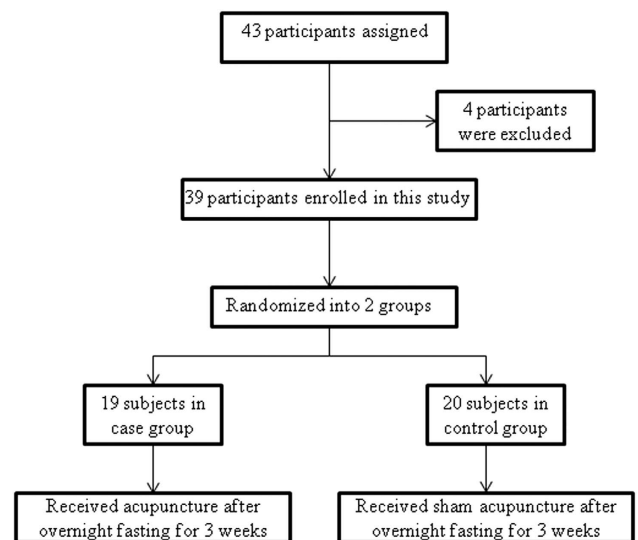 43 participants assigned
4 participants
were excluded
39 participants enrolled in this study
Randomized into 2 groups
19 subjects in
case group
20 subjects in
control group
Received acupuncture after
overnight fasting for 3 weeks
Received sham acupuncture after
overnight fasting for 3 weeks